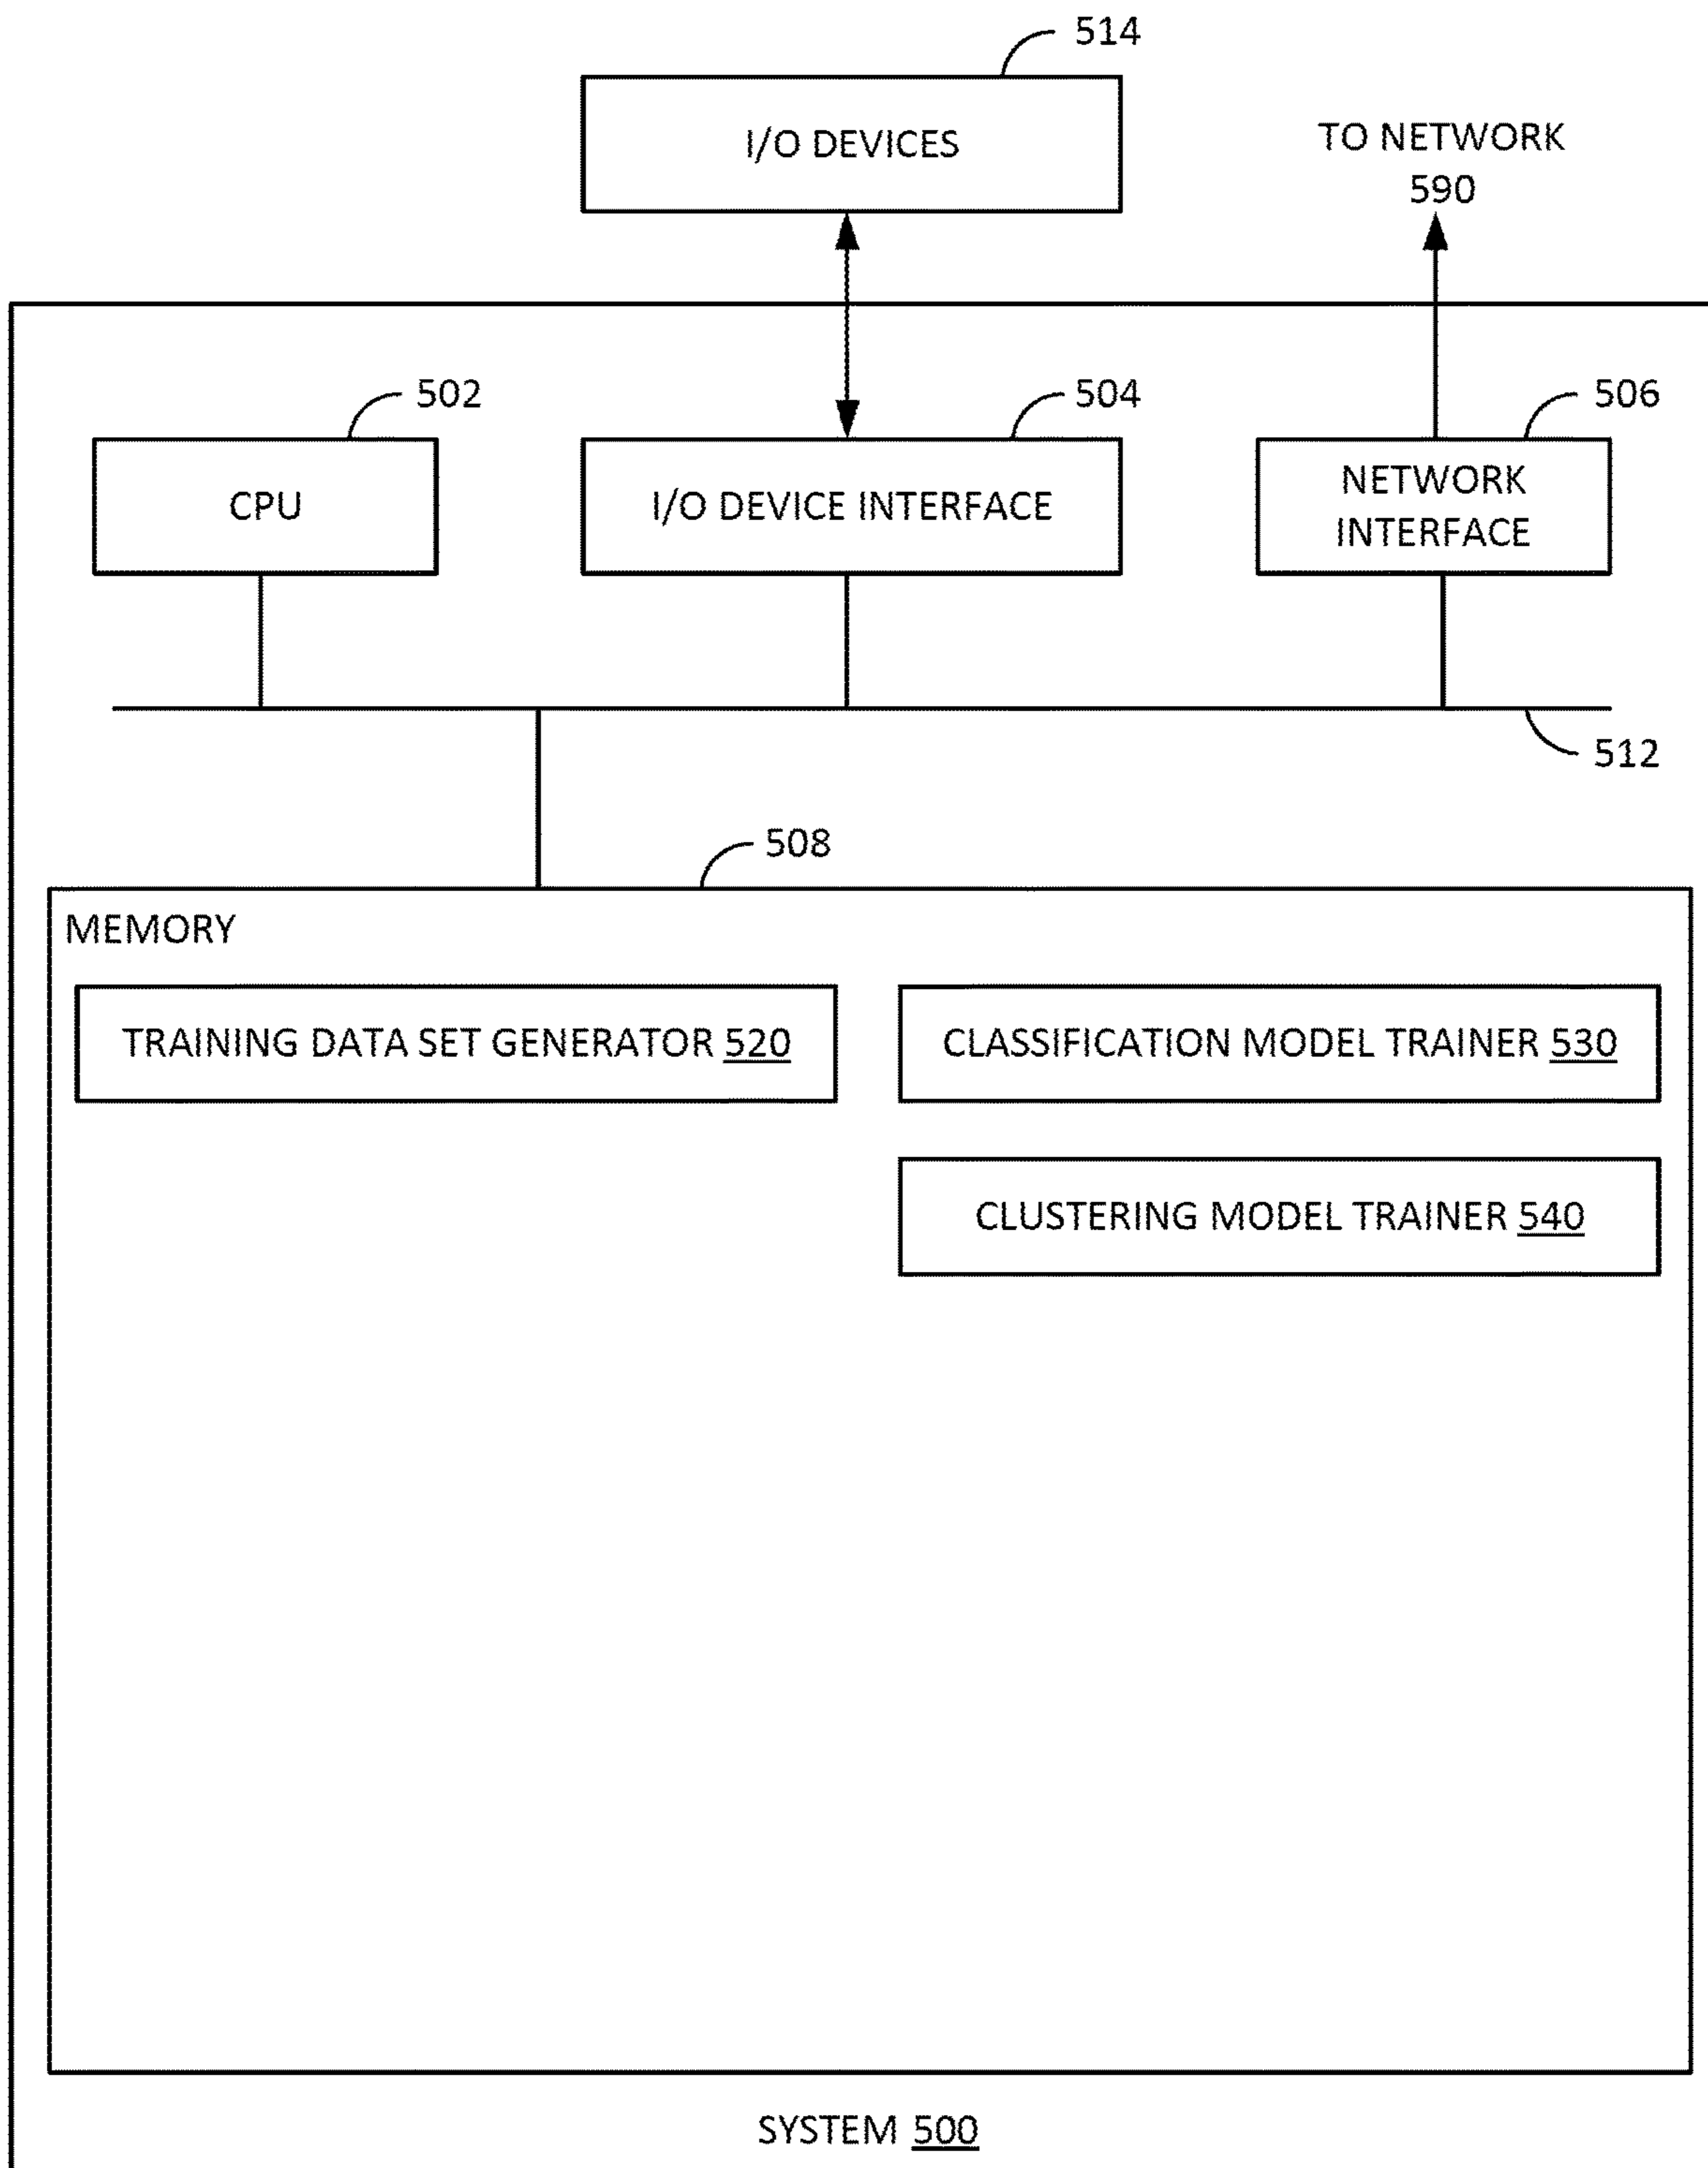 514
I/O DEVICES
TO NETWORK
590
502
504
506
CPU
I/O DEVICE INTERFACE
NETWORK
INTERFACE
512
508
MEMORY
TRAINING DATA SET GENERATOR 520
CLASSIFICATION MODEL TRAINER 530
CLUSTERING MODEL TRAINER 540
SYSTEM 500